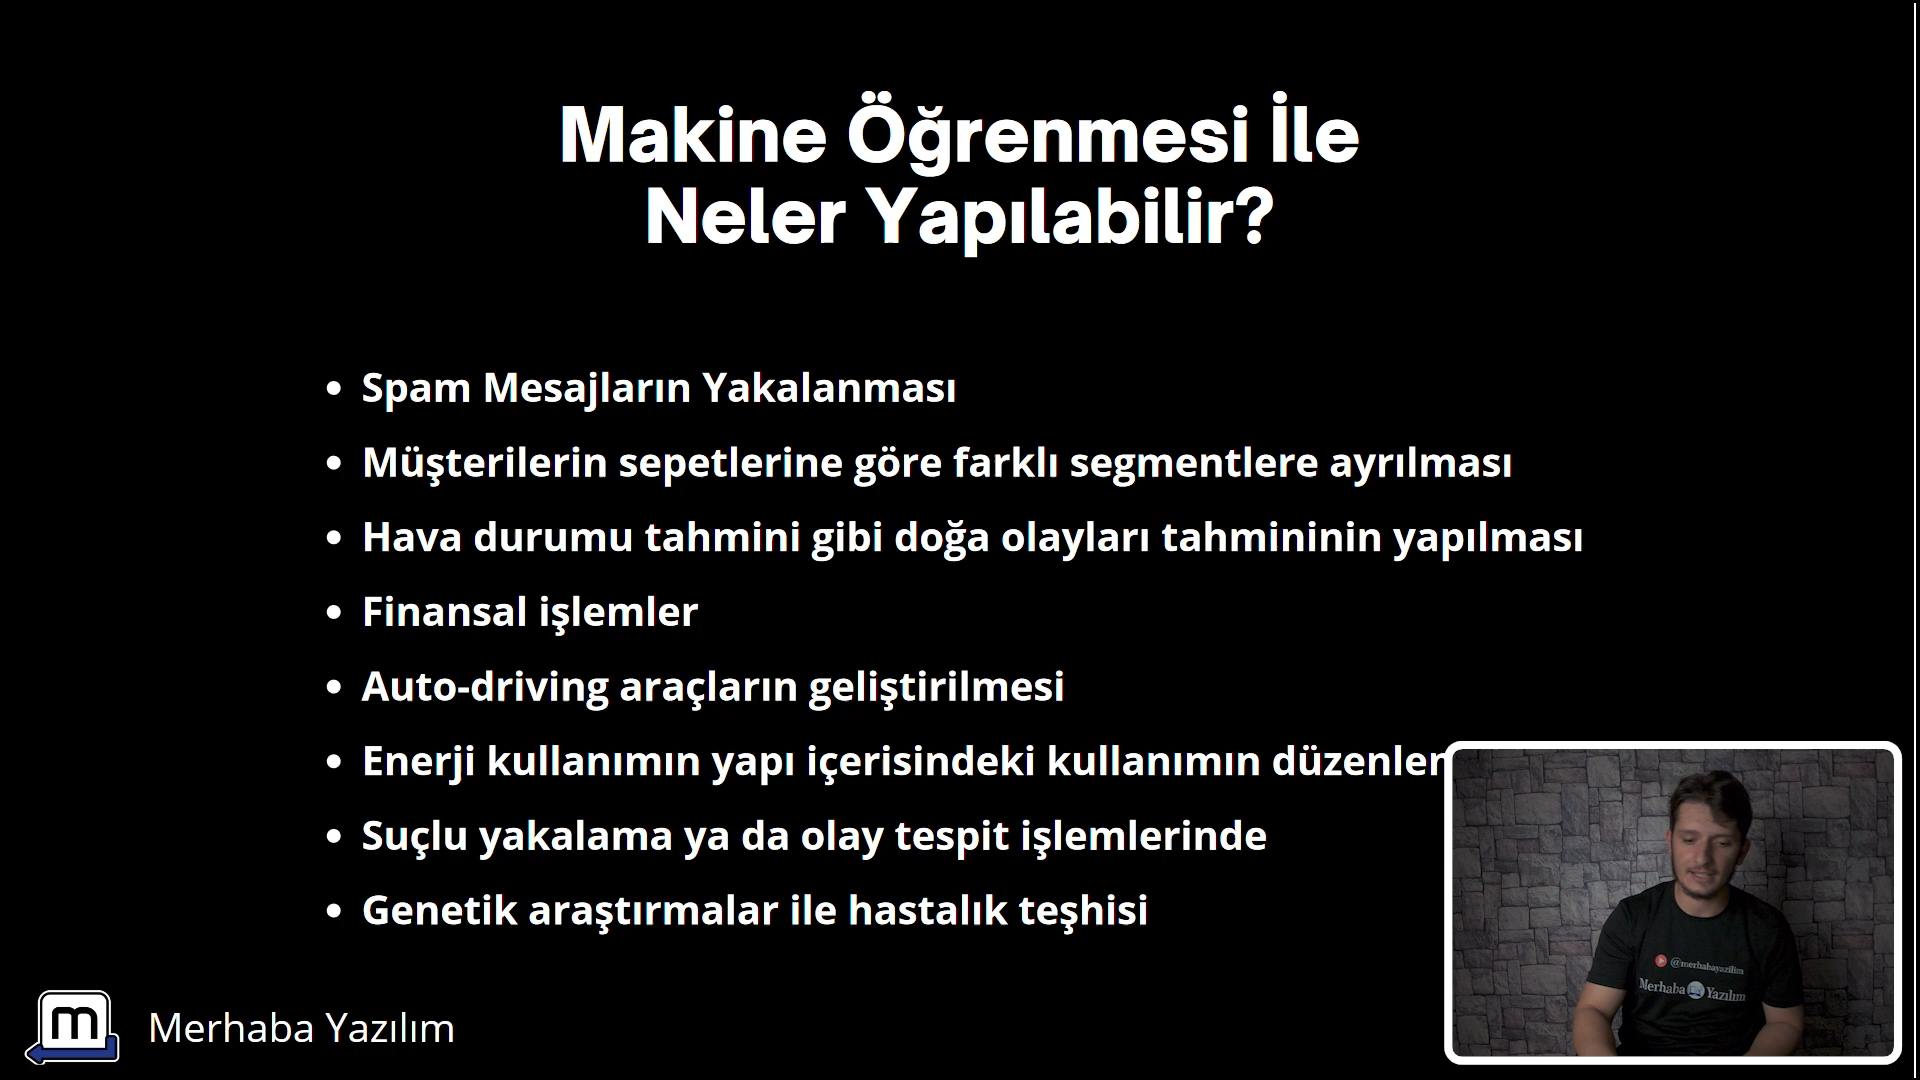 Makine Öğrenmesi İle
Neler Yapılabilir?
• Spam Mesajların Yakalanması
• Müşterilerin sepetlerine göre farklı segmentlere ayrılması
• Hava durumu tahmini gibi doğa olayları tahmininin yapılması
• Finansal işlemler
• Auto-driving araçların geliştirilmesi
• Enerji kullanımın yapı içerisindeki kullanımın
• Suçlu yakalama ya da olay tespit işlemlerinde
• Genetik araştırmalar ile hastalık teşhisi
@merhabayazilim
Merhaba Yazılım
m
Merhaba Yazılım